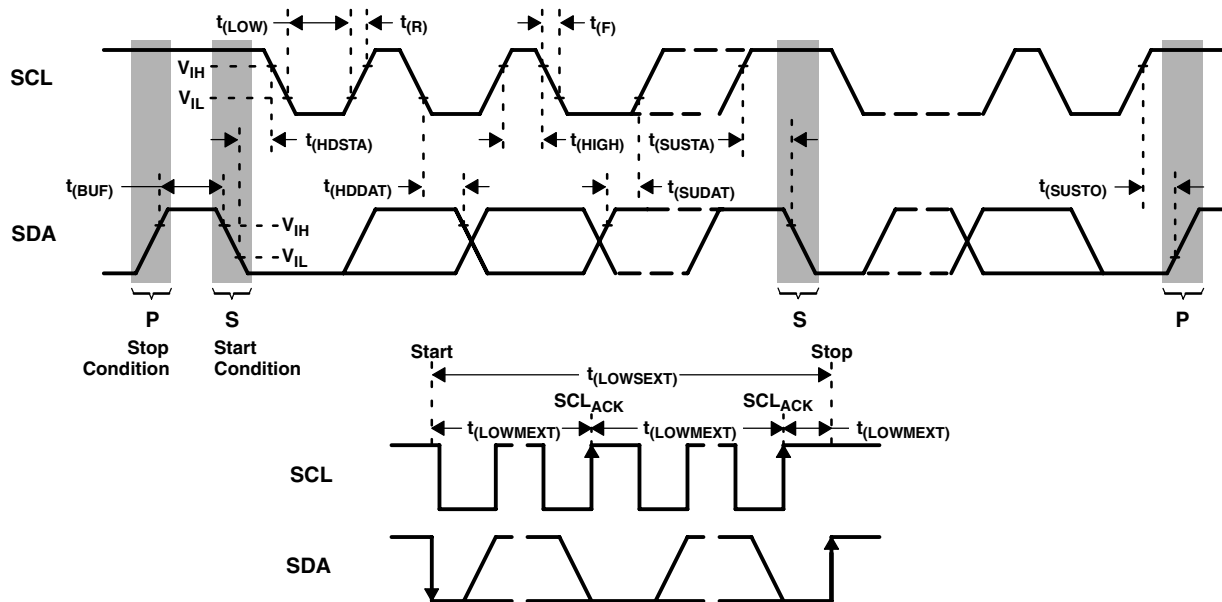 t(LOW)
t(R)
t(F)
SCL
VIH
VIL
t(HDSTA)
t(HIGH)
t(SUSTA)
t(BUF)
t(HDDAT)
t(SUDAT)
t(SUSTO)
SDA
VIH
VIL
P
S
S
P
Stop
Condition
Start
Condition
Start
Stop
t(LOWSEXT)
SCLACK
SCLACK
t(LOWMEXT)
t(LOWMEXT)
t(LOWMEXT)
SCL
SDA